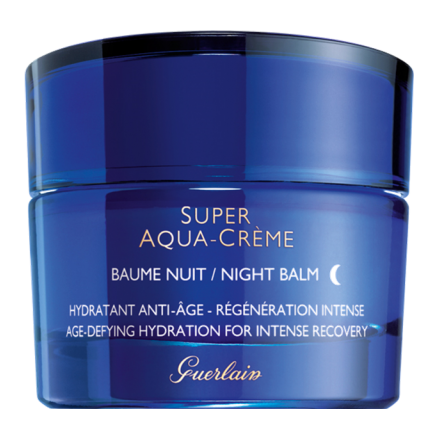 SUPER
AQUA-CRÈME
BAUME NUIT / NIGHT BALM
HYDRATANT ANTI-ÂGE - RÉGÉNÉRATION INTENSE
AGE-DEFYING HYDRATION FOR INTENSE RECOVERY
Guerlain